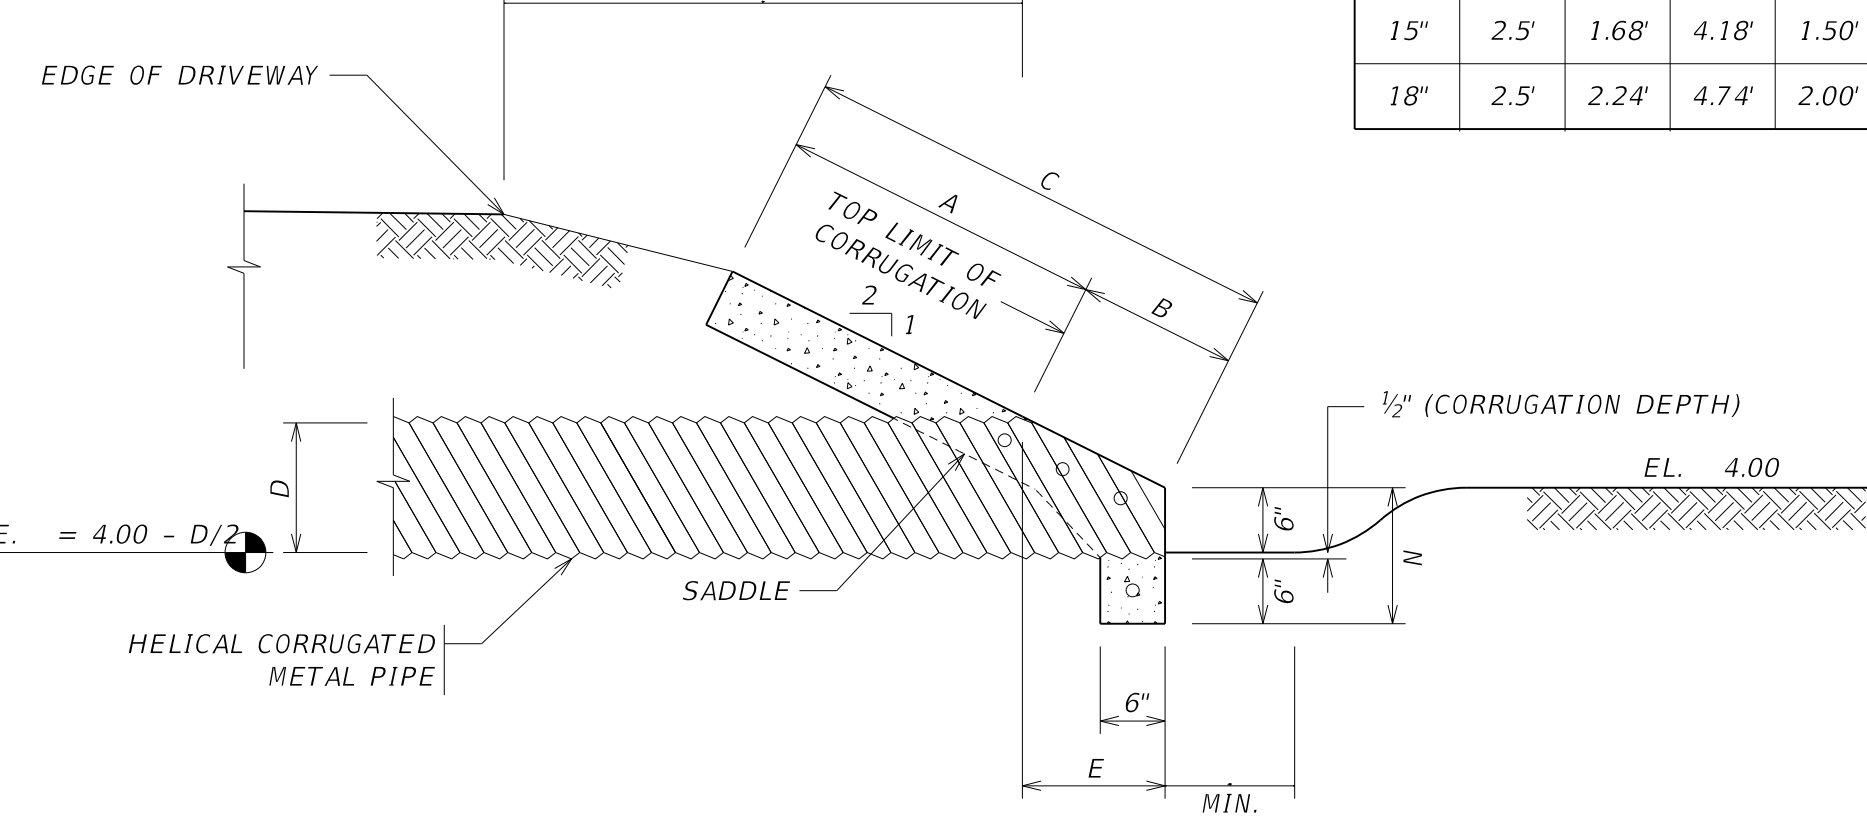 15" 2.5' 1.68' 4.18' 1.50'
18" 2.5' 2.24' 4.74' 2.00'
EDGE OF DRIVEWAY
C
A
TOP LIMIT OF
CORRUGATION
B
2
1
½" (CORRUGATION DEPTH)
EL. 4.00
D
6"
E. = 4.00 – D/2
N
6"
SADDLE
HELICAL CORRUGATED
METAL PIPE
6"
E
MIN.